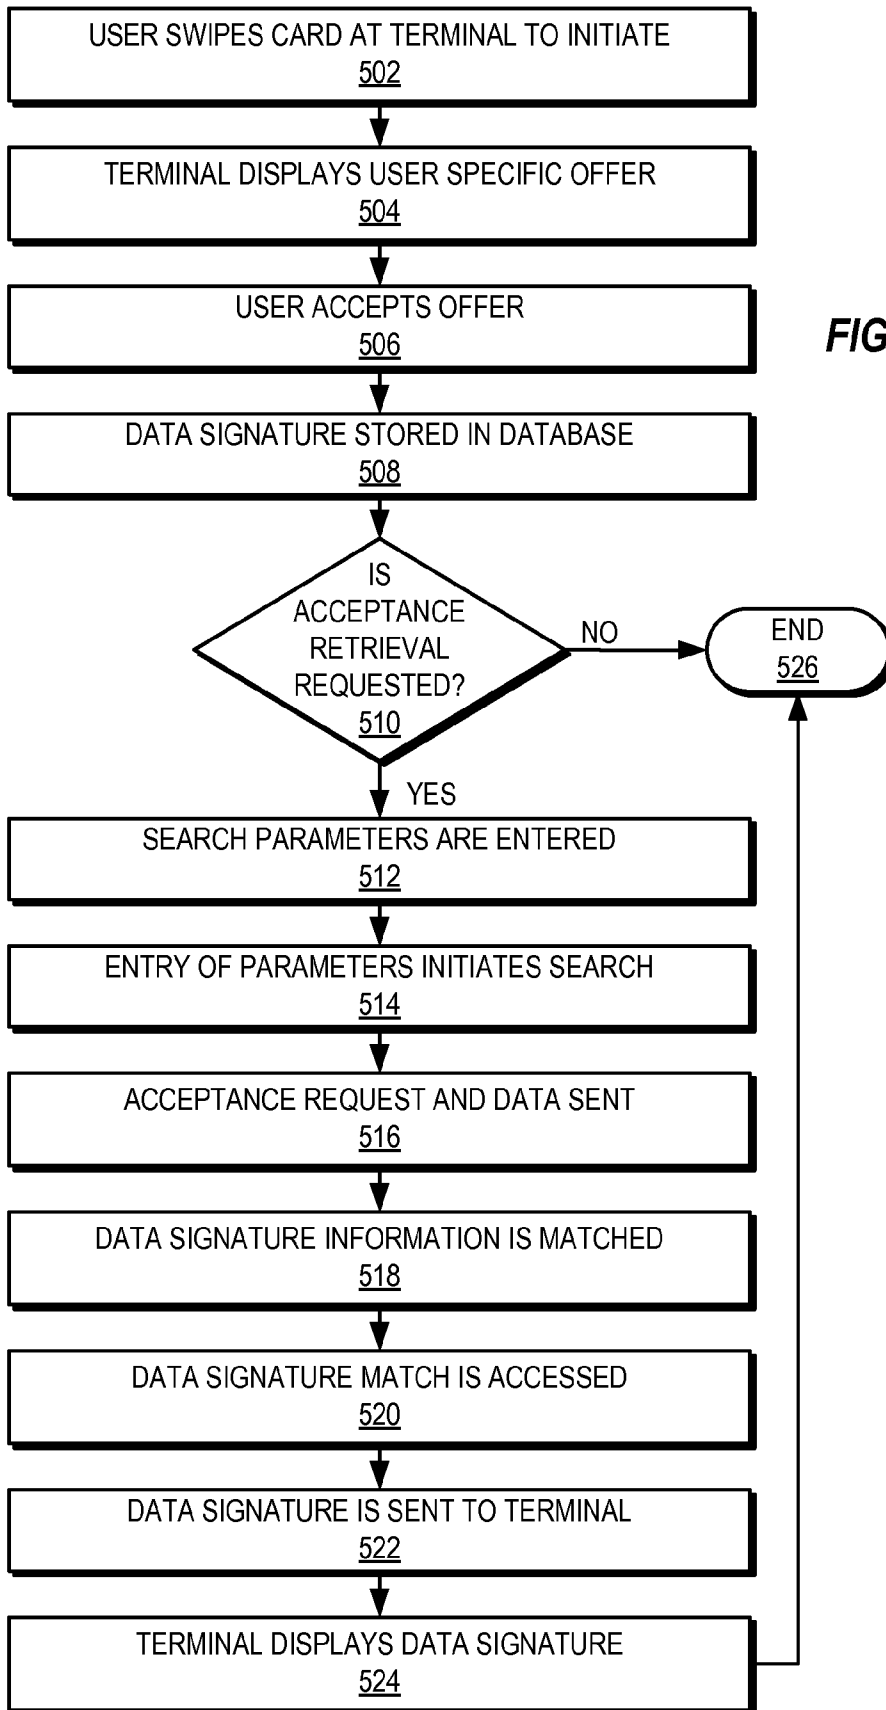 USER SWIPES CARD AT TERMINAL TO INITIATE
502
TERMINAL DISPLAYS USER SPECIFIC OFFER
504
USER ACCEPTS OFFER
506
FIG
DATA SIGNATURE STORED IN DATABASE
508
IS
ACCEPTANCE
RETRIEVAL
REQUESTED?
510
NO
END
526
YES
SEARCH PARAMETERS ARE ENTERED
512
ENTRY OF PARAMETERS INITIATES SEARCH
514
ACCEPTANCE REQUEST AND DATA SENT
516
DATA SIGNATURE INFORMATION IS MATCHED
518
DATA SIGNATURE MATCH IS ACCESSED
520
DATA SIGNATURE IS SENT TO TERMINAL
522
TERMINAL DISPLAYS DATA SIGNATURE
524